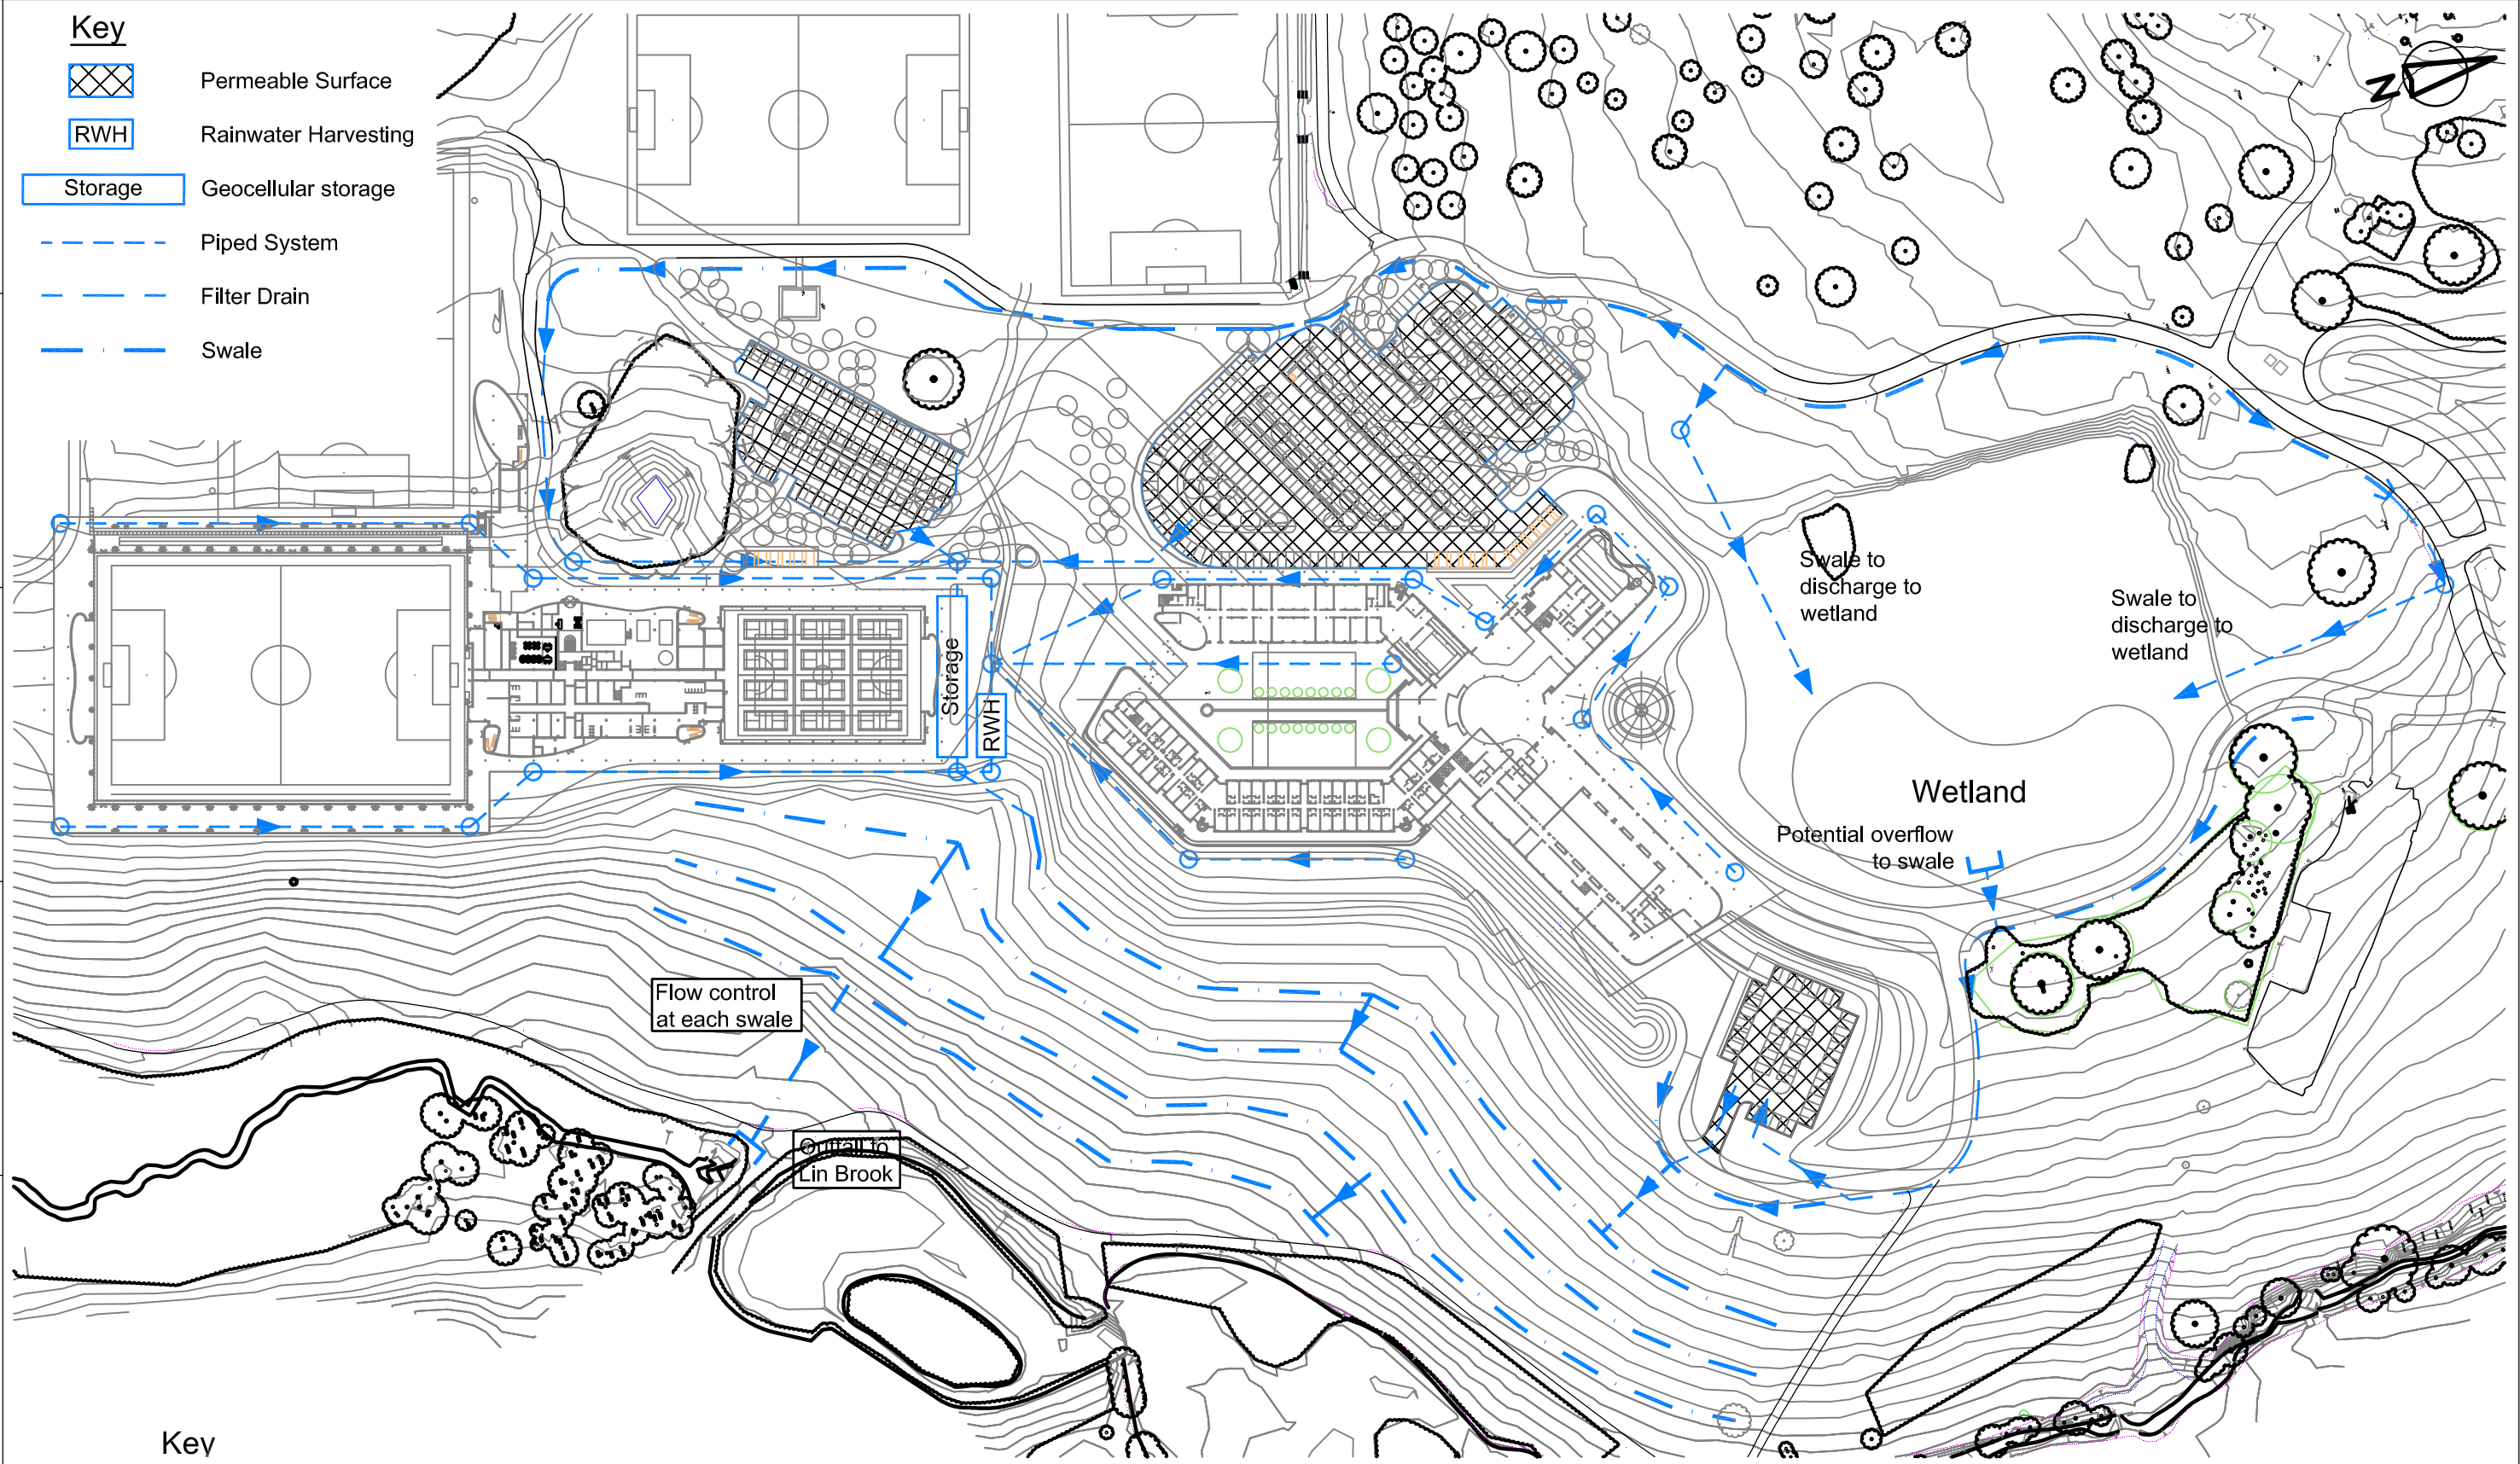 Key
Permeable Surface
RWH
Rainwater Harvesting
Storage
Geocellular storage
Piped System
Filter Drain
Swale
N
Storage
RWH
Swale to
discharge to
wetland
Swale to
discharge to
wetland
Wetland
Potential overflow
to swale
Flow control
at each swale
Outfall to
Lin Brook
Key